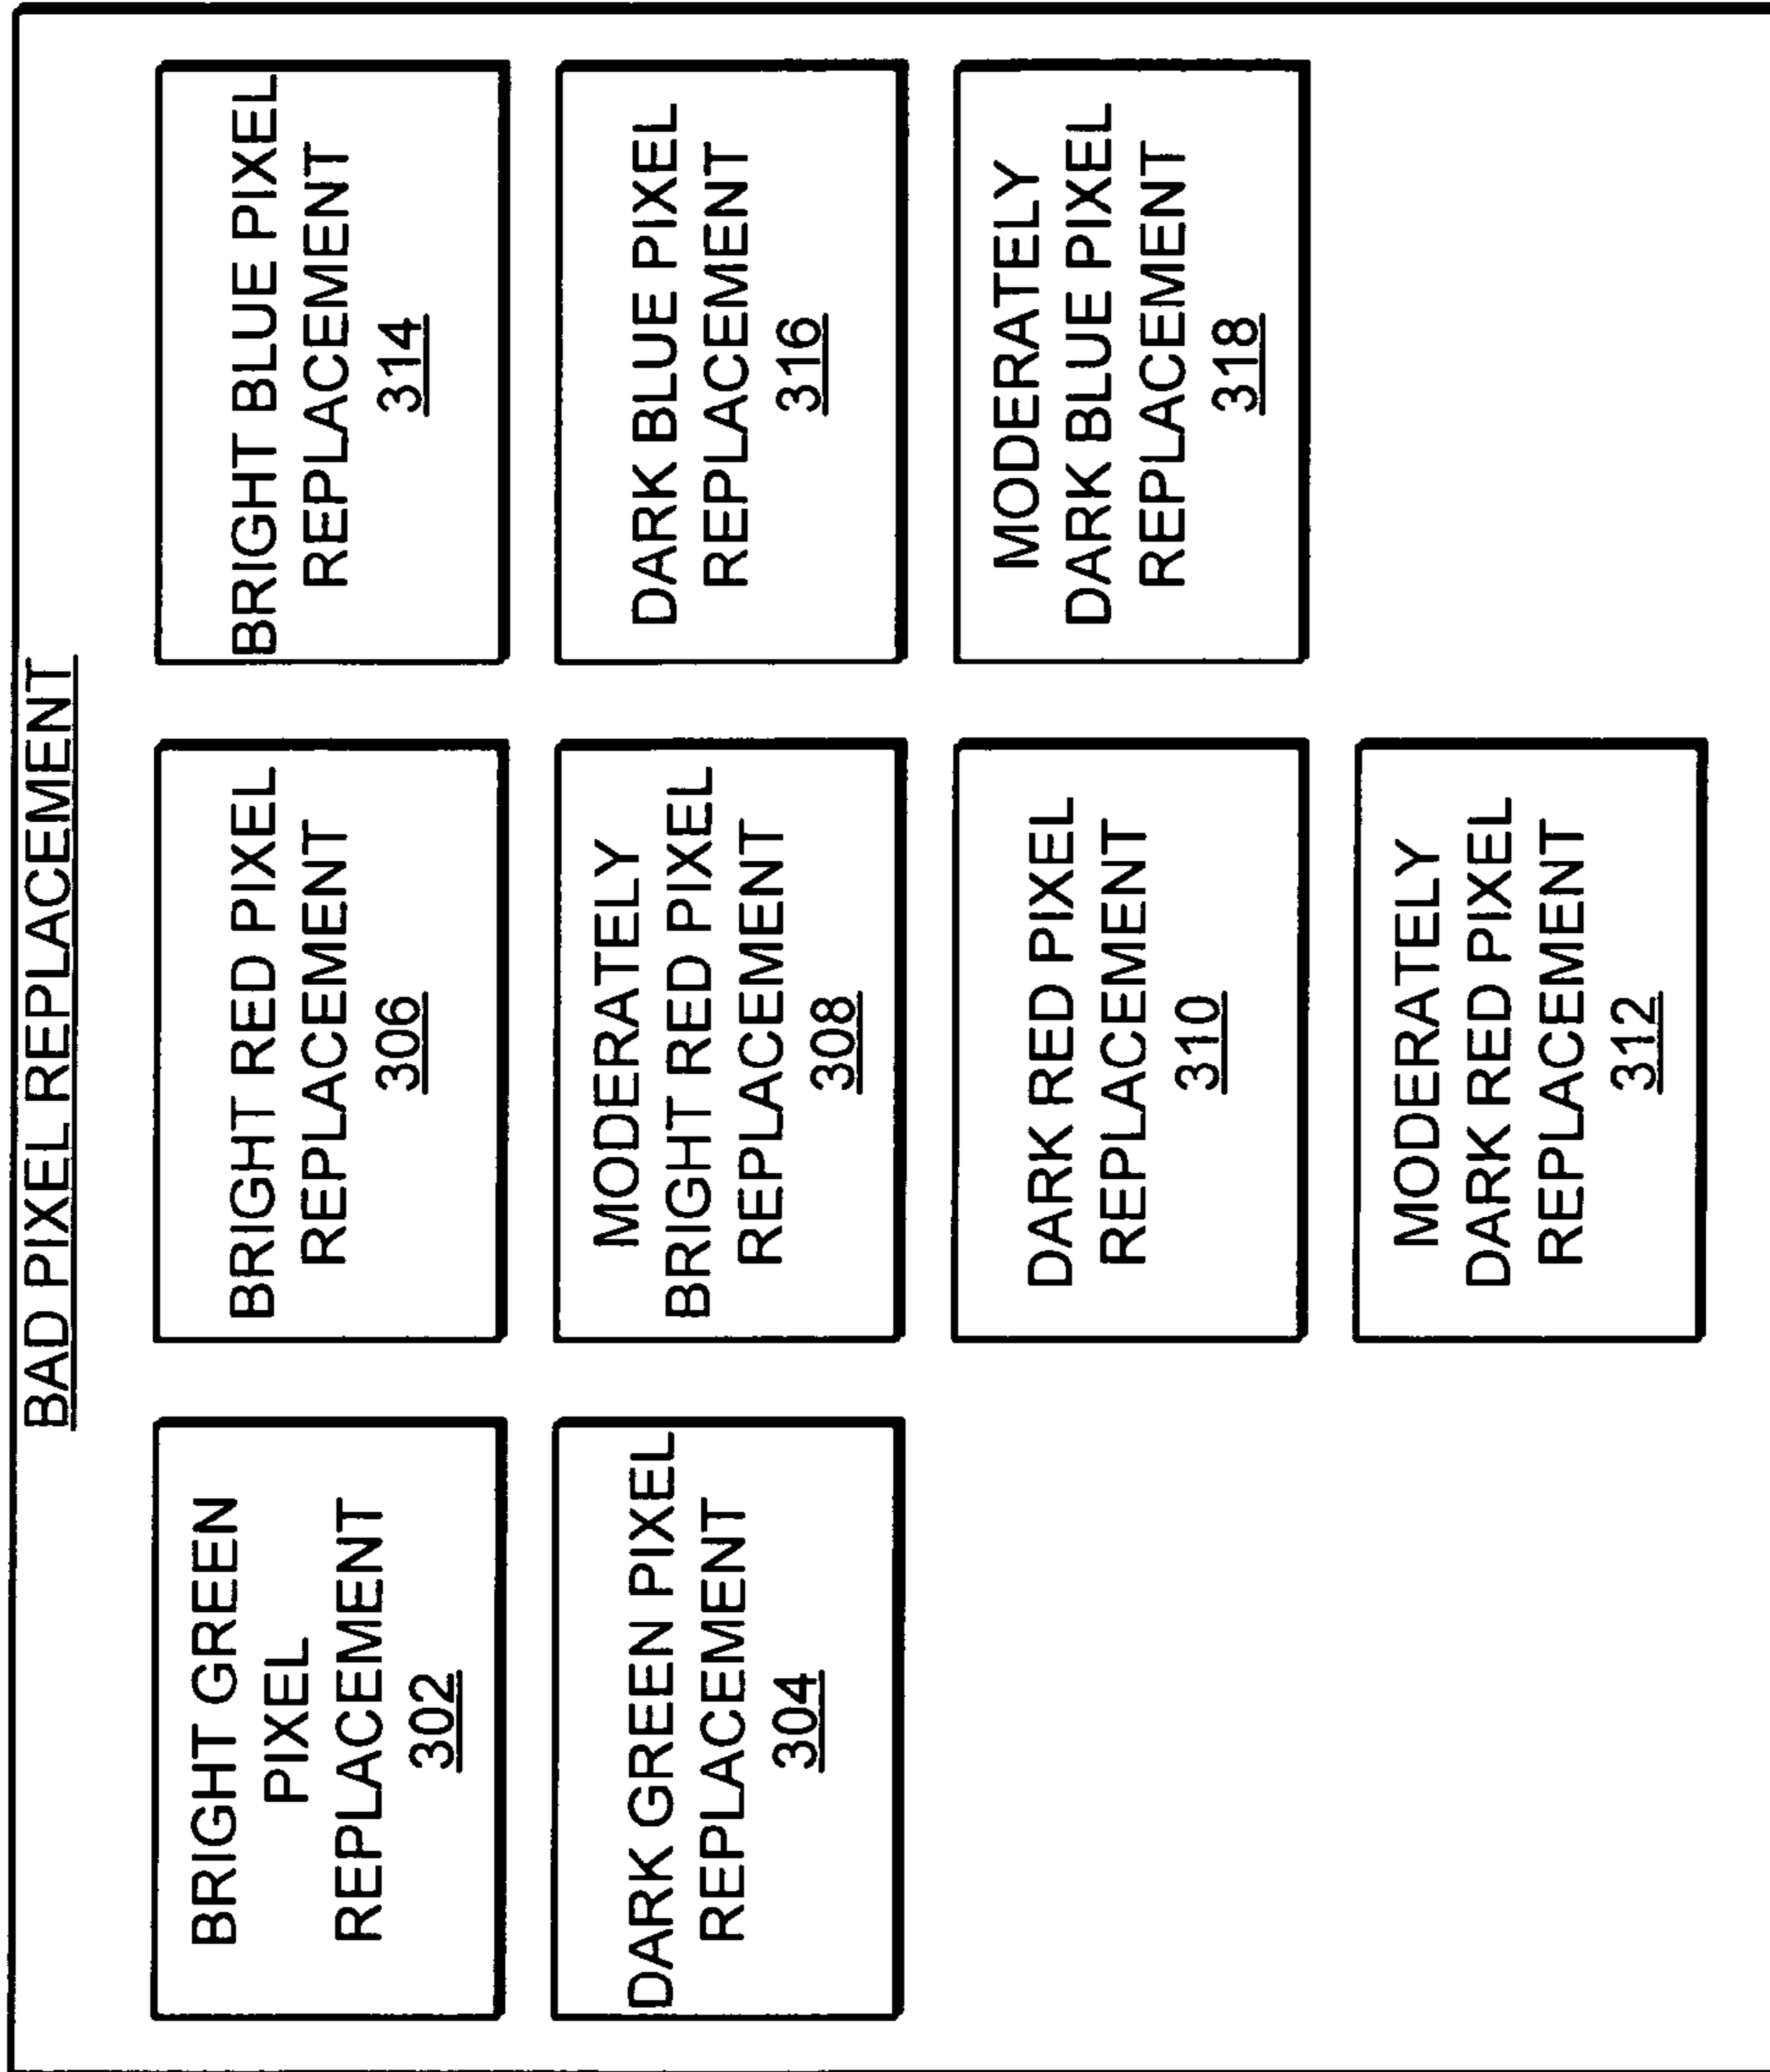 BAD PIXEL REPLACEMENT
BRIGHT GREEN
PIXEL
REPLACEMENT
302
DARK GREEN PIXEL
REPLACEMENT
304
BRIGHT RED PIXEL
REPLACEMENT
306
MODERATELY
BRIGHT RED PIXEL
REPLACEMENT
308
DARK RED PIXEL
REPLACEMENT
310
MODERATELY
DARK RED PIXEL
REPLACEMENT
312
BRIGHT BLUE PIXEL
REPLACEMENT
314
DARK BLUE PIXEL
REPLACEMENT
316
MODERATELY
DARK BLUE PIXEL
REPLACEMENT
318